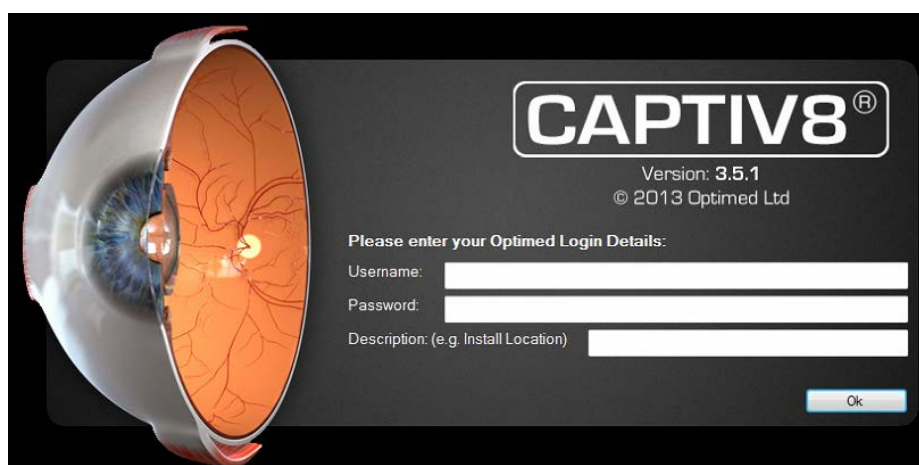 CAPTIV8®
Version: 3.5.1
© 2013 Optimed Ltd
Please enter your Optimed Login Details:
Username:
Password:
Description: (e.g. Install Location)
Ok